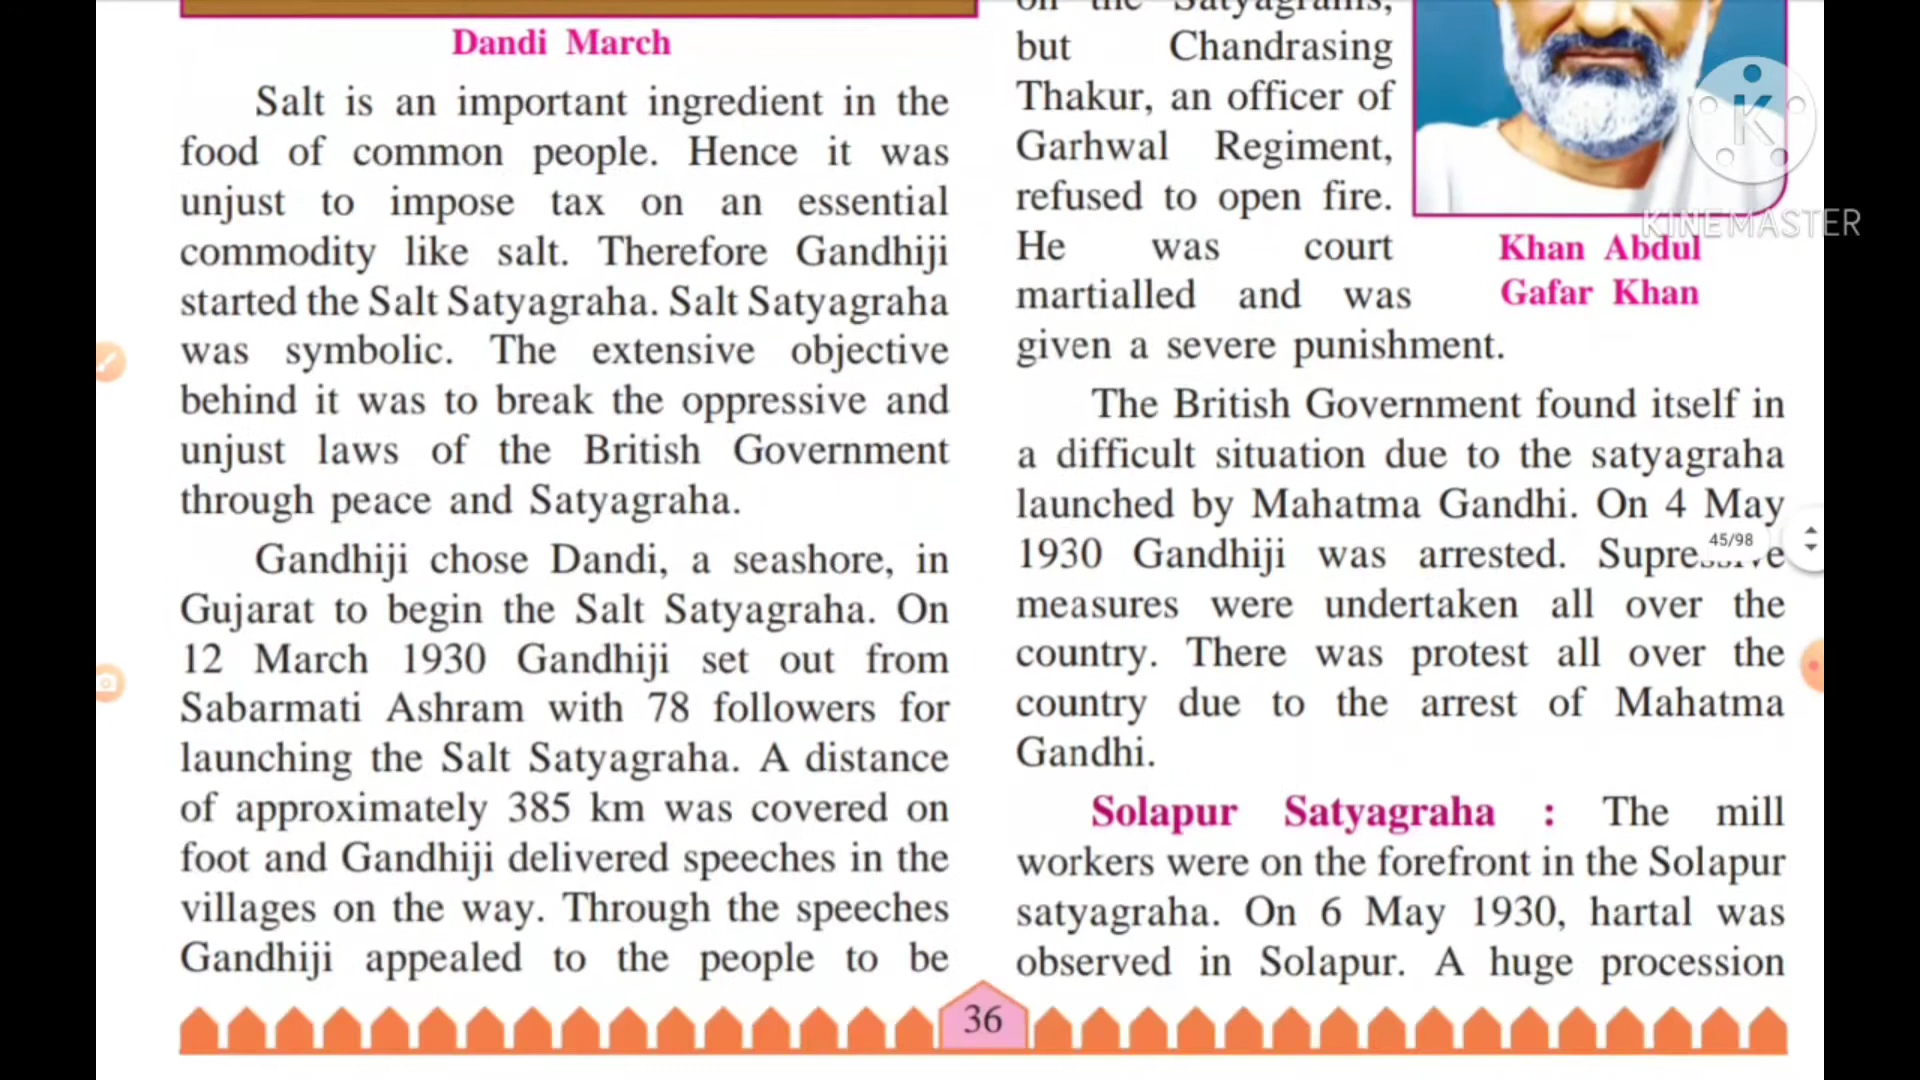 Dandi March
Salt is an important ingredient in the
food of common people. Hence it was
unjust to impose tax on an essential
commodity like salt. Therefore Gandhiji
started the Salt Satyagraha. Salt Satyagraha
was symbolic. The extensive objective
behind it was to break the oppressive and
unjust laws of the British Government
through peace and Satyagraha.
Gandhiji chose Dandi, a seashore, in
Gujarat to begin the Salt Satyagraha. On
12 March 1930 Gandhiji set out from
Sabarmati Ashram with 78 followers for
launching the Salt Satyagraha. A distance
of approximately 385 km was covered on
foot and Gandhiji delivered speeches in the
villages on the way. Through the speeches
Gandhiji appealed to the people to be
on the Satyagrahis,
but Chandrasing
Thakur, an officer of
Garhwal Regiment,
refused to open fire.
He was court
martialled and was
given a severe punishment.
Khan Abdul
Gafar Khan
K
KINEMASTER
The British Government found itself in
a difficult situation due to the satyagraha
launched by Mahatma Gandhi. On 4 May
1930 Gandhiji was arrested.
measures were undertaken all over the
country. There was protest all over the
country due to the arrest of Mahatma
Gandhi.
45/98
Solapur Satyagraha : The mill
workers were on the forefront in the Solapur
satyagraha. On 6 May 1930, hartal was
observed in Solapur. A huge procession
36